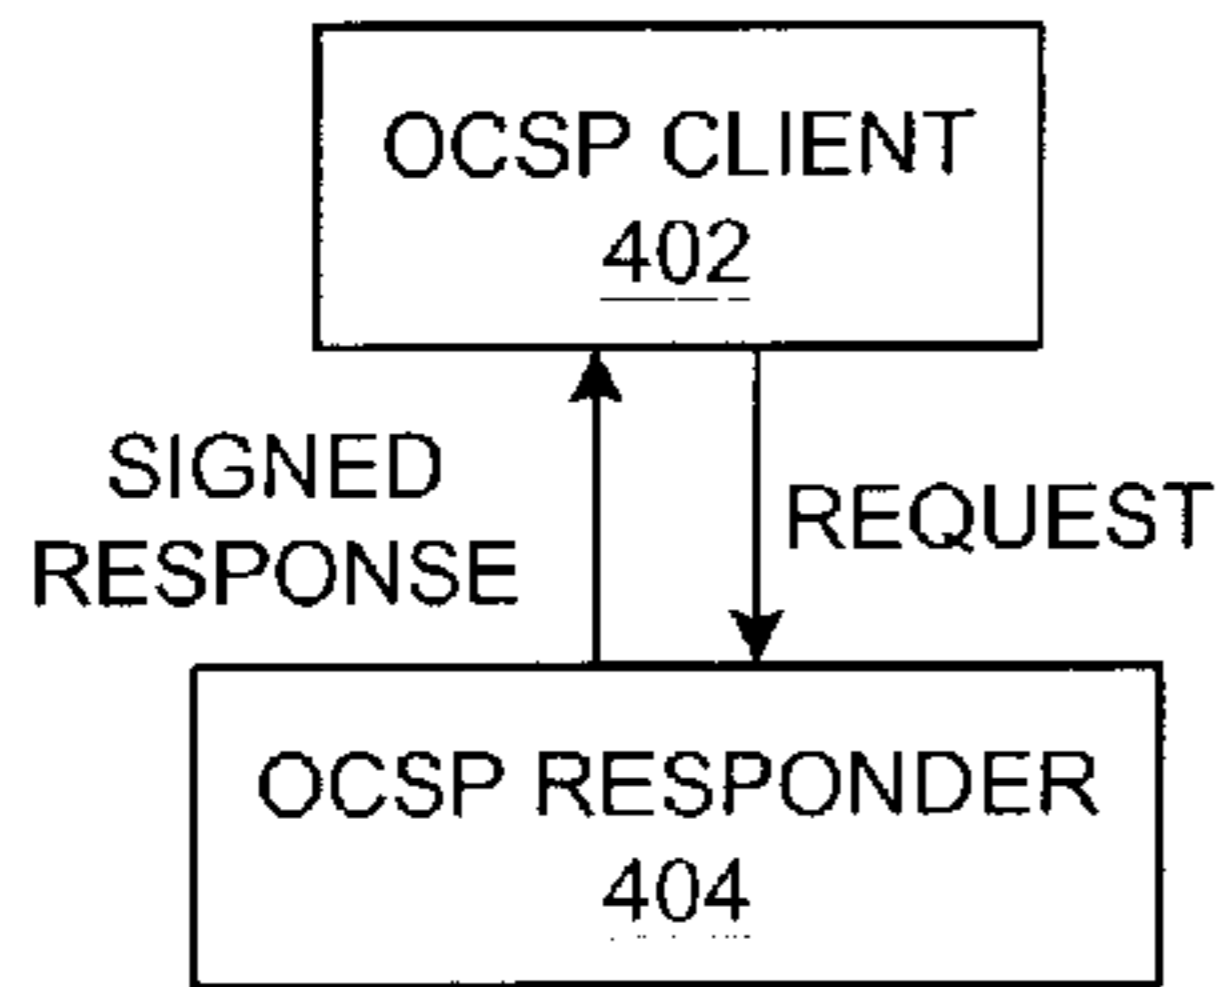 OCSP CLIENT
402
SIGNED
RESPONSE
REQUEST
OCSP RESPONDER
404